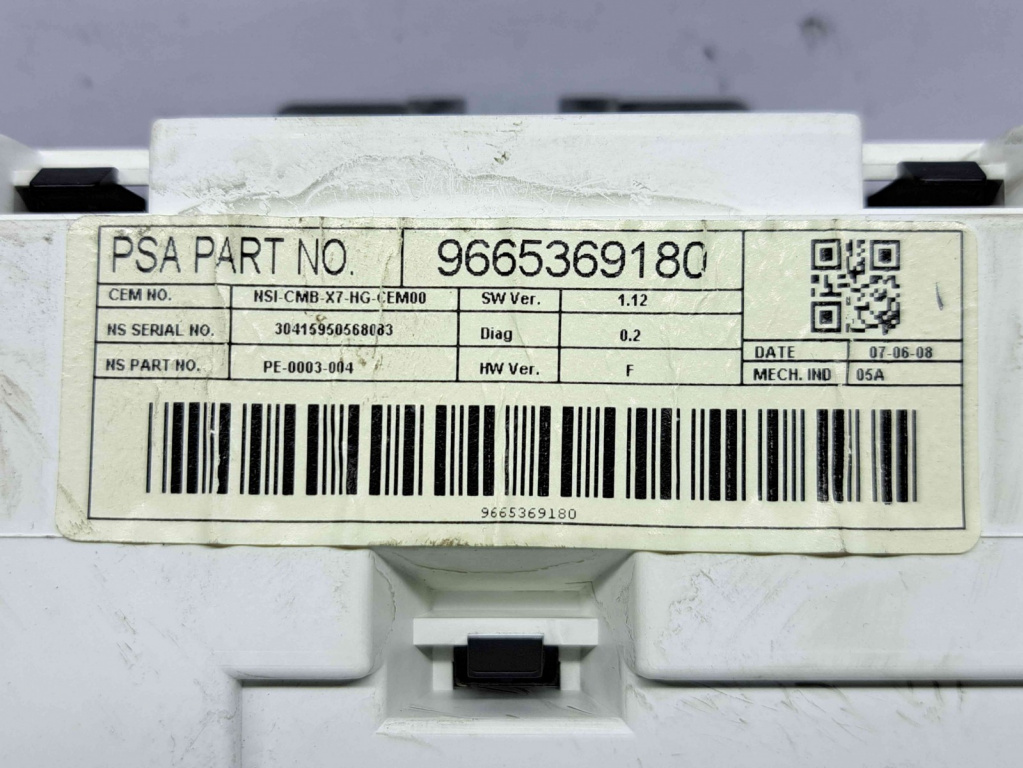 PSA PART NO. 9665369180
CEM NO. NSI-CMB-X7-HG-CEM00 SW Ver. 1.12
NS SERIAL NO. 30415950568083 Diag 0.2
NS PART NO. PE-0003-004 HW Ver. F
DATE 07-06-08
MECH. IND 05A
9665369180